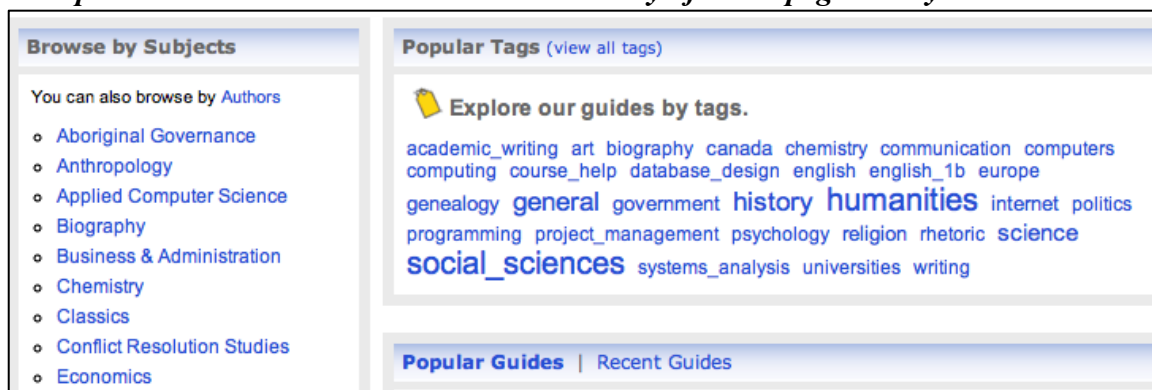 Browse by Subjects
You can also browse by Authors
Aboriginal Governance
Anthropology
Applied Computer Science
Biography
Business & Administration
Chemistry
Classics
Conflict Resolution Studies
Economics
Popular Tags (view all tags)
Explore our guides by tags.
academic_writing art biography canada chemistry communication computers
computing course_help database_design english english_1b europe
genealogy general government history humanities internet politics
programming project_management psychology religion rhetoric science
social_sciences systems_analysis universities writing
Popular Guides | Recent Guides